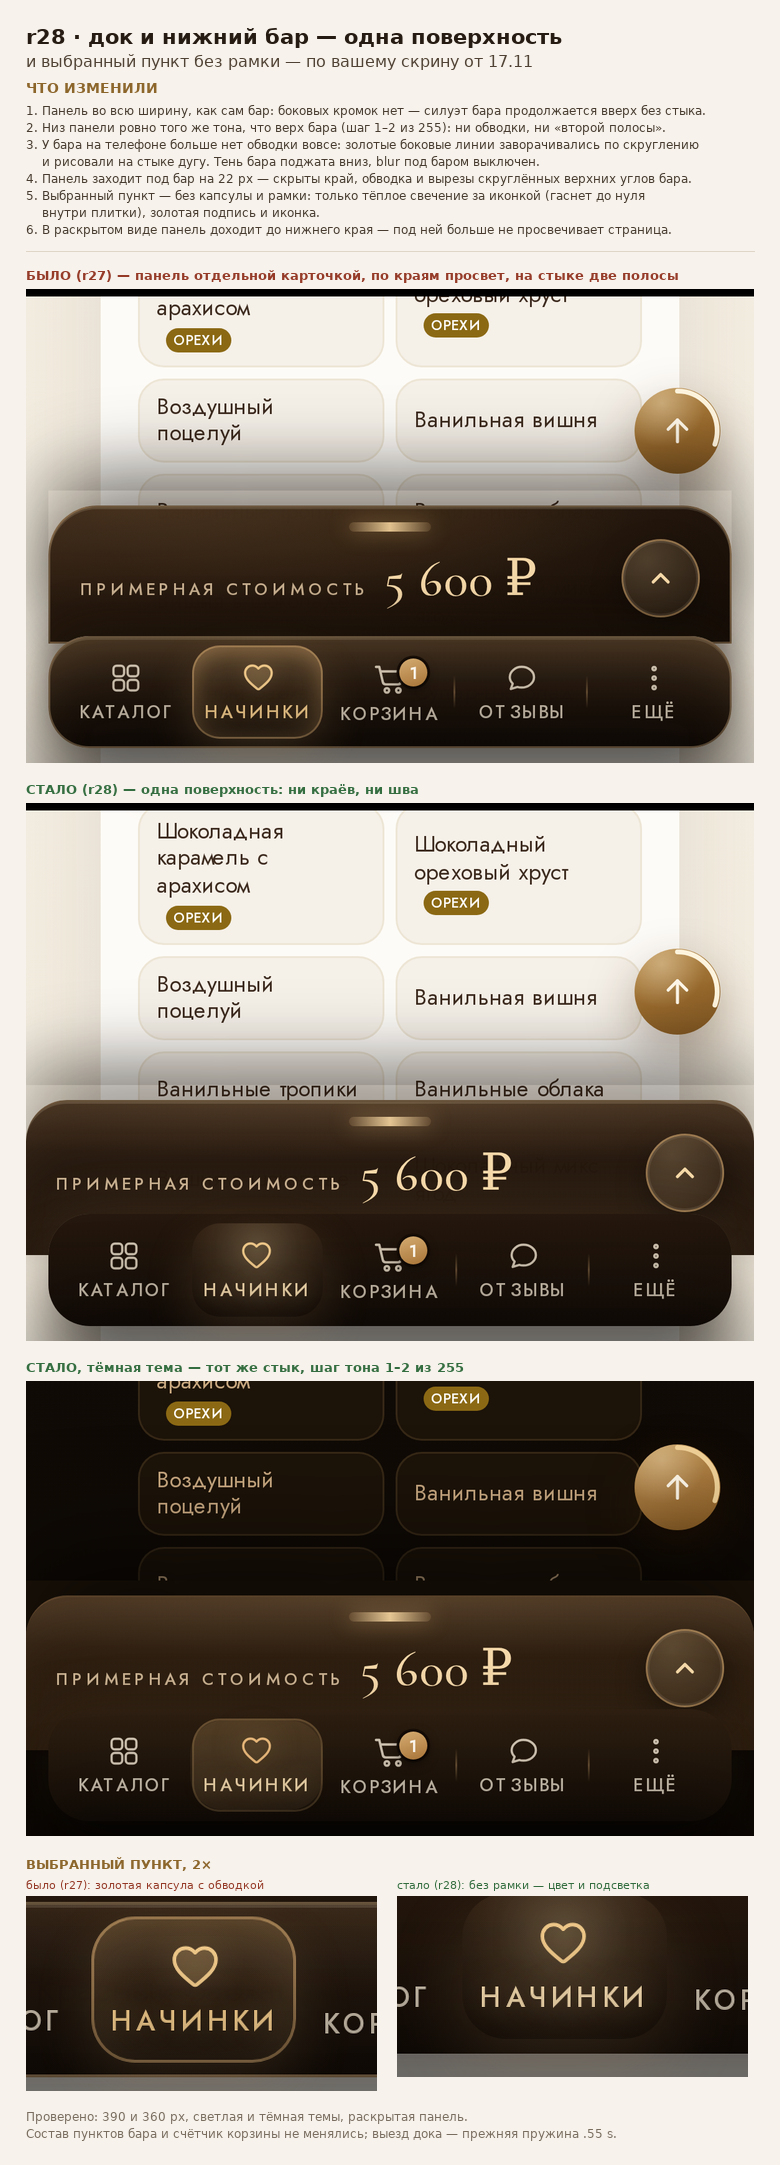 r28 · док и нижний бар — одна поверхность
и выбранный пункт без рамки — по вашему скрину от 17.11
ЧТО ИЗМЕНИЛИ
1. Панель во всю ширину, как сам бар: боковых кромок нет — силуэт бара продолжается вверх без стыка.
2. Низ панели ровно того же тона, что верх бара (шаг 1–2 из 255): ни обводки, ни «второй полосы».
3. У бара на телефоне больше нет обводки вовсе: золотые боковые линии заворачивались по скруглению
и рисовали на стыке дугу. Тень бара поджата вниз, blur под баром выключен.
4. Панель заходит под бар на 22 px — скрыты край, обводка и вырезы скруглённых верхних углов бара.
5. Выбранный пункт — без капсулы и рамки: только тёплое свечение за иконкой (гаснет до нуля
внутри плитки), золотая подпись и иконка.
6. В раскрытом виде панель доходит до нижнего края — под ней больше не просвечивает страница.
БЫЛО (r27) — панель отдельной карточкой, по краям просвет, на стыке две полосы
арахисом
ореховый хруст
ОРЕХИ
ОРЕХИ
Воздушный
поцелуй
Ванильная вишня
ПРИМЕРНАЯ СТОИМОСТЬ 5 600 ₽
1
КАТАЛОГ НАЧИНКИ КОРЗИНА ОТЗЫВЫ ЕЩЁ
СТАЛО (r28) — одна поверхность: ни краёв, ни шва
Шоколадная
карамель с
арахисом
ОРЕХИ
Шоколадный
ореховый хруст
ОРЕХИ
Воздушный
поцелуй
Ванильная вишня
Ванильные тропики
Ванильные облака
ПРИМЕРНАЯ СТОИМОСТЬ 5 600 ₽
1
КАТАЛОГ НАЧИНКИ КОРЗИНА ОТЗЫВЫ ЕЩЁ
СТАЛО, тёмная тема — тот же стык, шаг тона 1–2 из 255
арахисом
ОРЕХИ
ОРЕХИ
Воздушный
поцелуй
Ванильная вишня
ПРИМЕРНАЯ СТОИМОСТЬ 5 600 ₽
1
КАТАЛОГ НАЧИНКИ КОРЗИНА ОТЗЫВЫ ЕЩЁ
ВЫБРАННЫЙ ПУНКТ, 2×
было (r27): золотая капсула с обводкой
стало (r28): без рамки — цвет и подсветка
ОГ НАЧИНКИ КОР
ОГ НАЧИНКИ КОР
Проверено: 390 и 360 px, светлая и тёмная темы, раскрытая панель.
Состав пунктов бара и счётчик корзины не менялись; выезд дока — прежняя пружина .55 s.